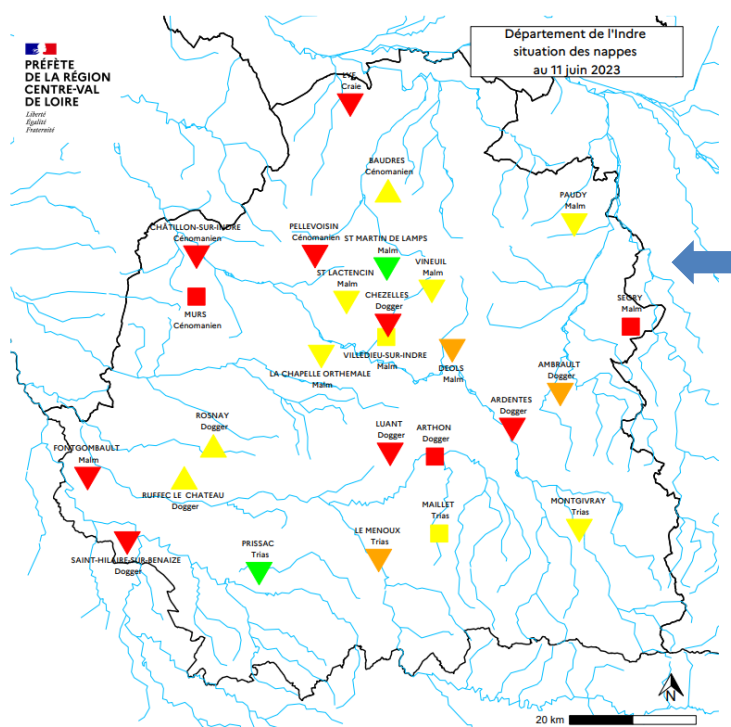 Département de l'Indre
situation des nappes
au 11 juin 2023
PRÉFÈTE
DE LA RÉGION
CENTRE-VAL
DE LOIRE
Liberté
Égalité
Fraternité
LYE
Craie
BAUDRES
Cénomanien
PAUDY
Malm
CHÂTILLON-SUR-INDRE
Cénomanien
PELLEVOISIN
Cénomanien
ST MARTIN DE LAMPS
Malm
VINEUIL
Malm
ST LACTENCIN
Malm
CHEZELLES
Dogger
MURS
Cénomanien
SEGRY
Malm
VILLEDIEU-SUR-INDRE
Malm
DEOLS
Malm
LA CHAPELLE ORTHEMALE
Malm
AMBRAULT
Dogger
ARDENTES
Dogger
ROSNAY
Dogger
LUANT
Dogger
ARTHON
Dogger
FONTGOMBAULT
Malm
RUFFEC LE CHATEAU
Dogger
MAILLET
Trias
MONTGIVRAY
Trias
LE MENOUX
Trias
PRISSAC
Trias
SAINT-HILAIRE-SUR-BENAIZE
Dogger
N
20 km